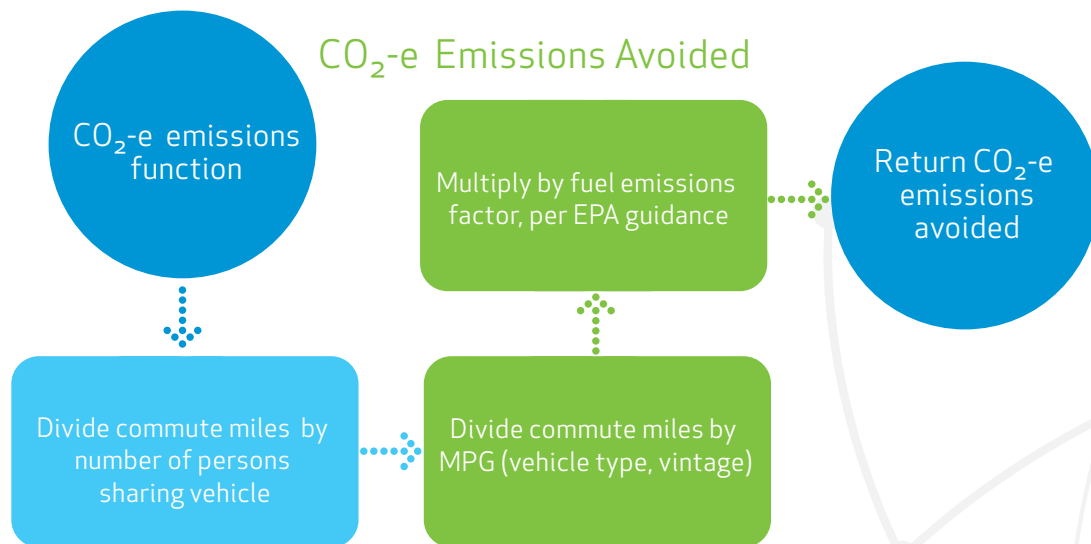 CO₂-e Emissions Avoided
CO₂-e emissions
function
Divide commute miles by
number of persons
sharing vehicle
Divide commute miles by
MPG (vehicle type, vintage)
Multiply by fuel emissions
factor, per EPA guidance
Return CO₂-e
emissions
avoided